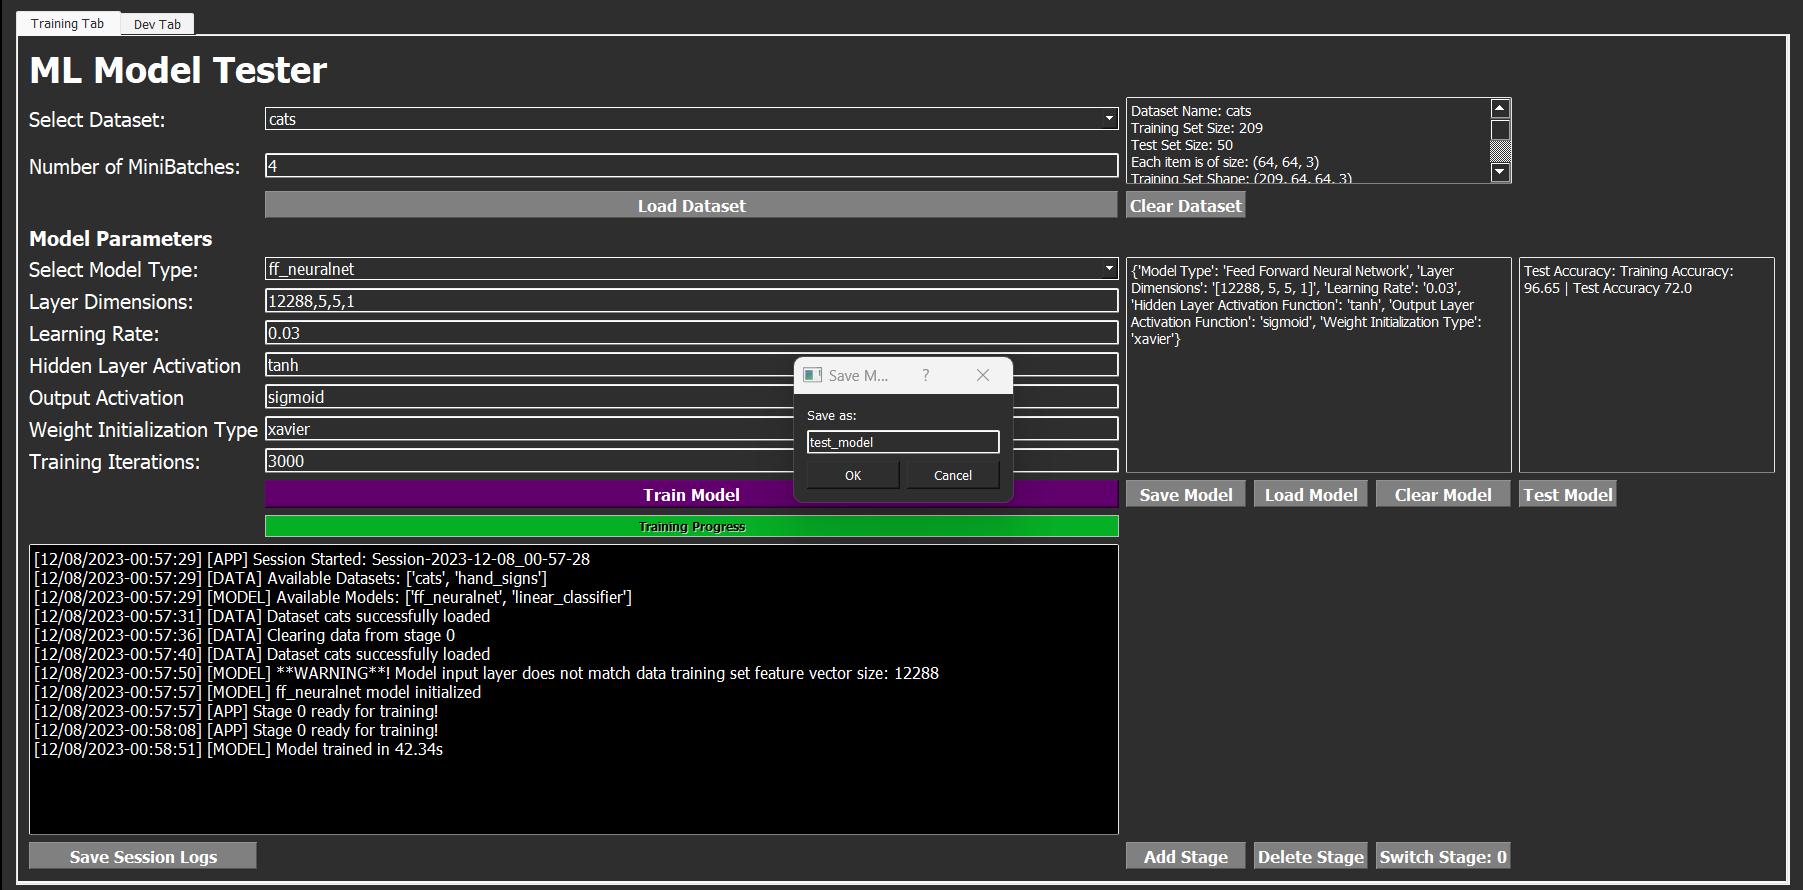 Training Tab
Dev Tab
ML Model Tester
Select Dataset:
cats
Dataset Name: cats
Training Set Size: 209
Test Set Size: 50
Each item is of size: (64, 64, 3)
Training Set Shape: (209, 64, 64, 3)
Number of MiniBatches:
4
Load Dataset
Clear Dataset
Model Parameters
Select Model Type:
ff_neuralnet
Layer Dimensions:
12288,5,5,1
Learning Rate:
0.03
Hidden Layer Activation
tanh
Output Activation
sigmoid
Weight Initialization Type
xavier
Training Iterations:
3000
{'Model Type': 'Feed Forward Neural Network', 'Layer
Dimensions': '[12288, 5, 5, 1]', 'Learning Rate': '0.03',
'Hidden Layer Activation Function': 'tanh', 'Output Layer
Activation Function': 'sigmoid', 'Weight Initialization Type':
'xavier'}
Test Accuracy: Training Accuracy:
96.65 | Test Accuracy 72.0
Save M...
?
Save as:
test_model
OK
Cancel
Train Model
Save Model
Load Model
Clear Model
Test Model
Training Progress
[12/08/2023-00:57:29] [APP] Session Started: Session-2023-12-08_00-57-28
[12/08/2023-00:57:29] [DATA] Available Datasets: ['cats', 'hand_signs']
[12/08/2023-00:57:29] [MODEL] Available Models: ['ff_neuralnet', 'linear_classifier']
[12/08/2023-00:57:31] [DATA] Dataset cats successfully loaded
[12/08/2023-00:57:36] [DATA] Clearing data from stage 0
[12/08/2023-00:57:40] [DATA] Dataset cats successfully loaded
[12/08/2023-00:57:50] [MODEL] **WARNING**! Model input layer does not match data training set feature vector size: 12288
[12/08/2023-00:57:57] [MODEL] ff_neuralnet model initialized
[12/08/2023-00:57:57] [APP] Stage 0 ready for training!
[12/08/2023-00:58:08] [APP] Stage 0 ready for training!
[12/08/2023-00:58:51] [MODEL] Model trained in 42.34s
Save Session Logs
Add Stage
Delete Stage
Switch Stage: 0